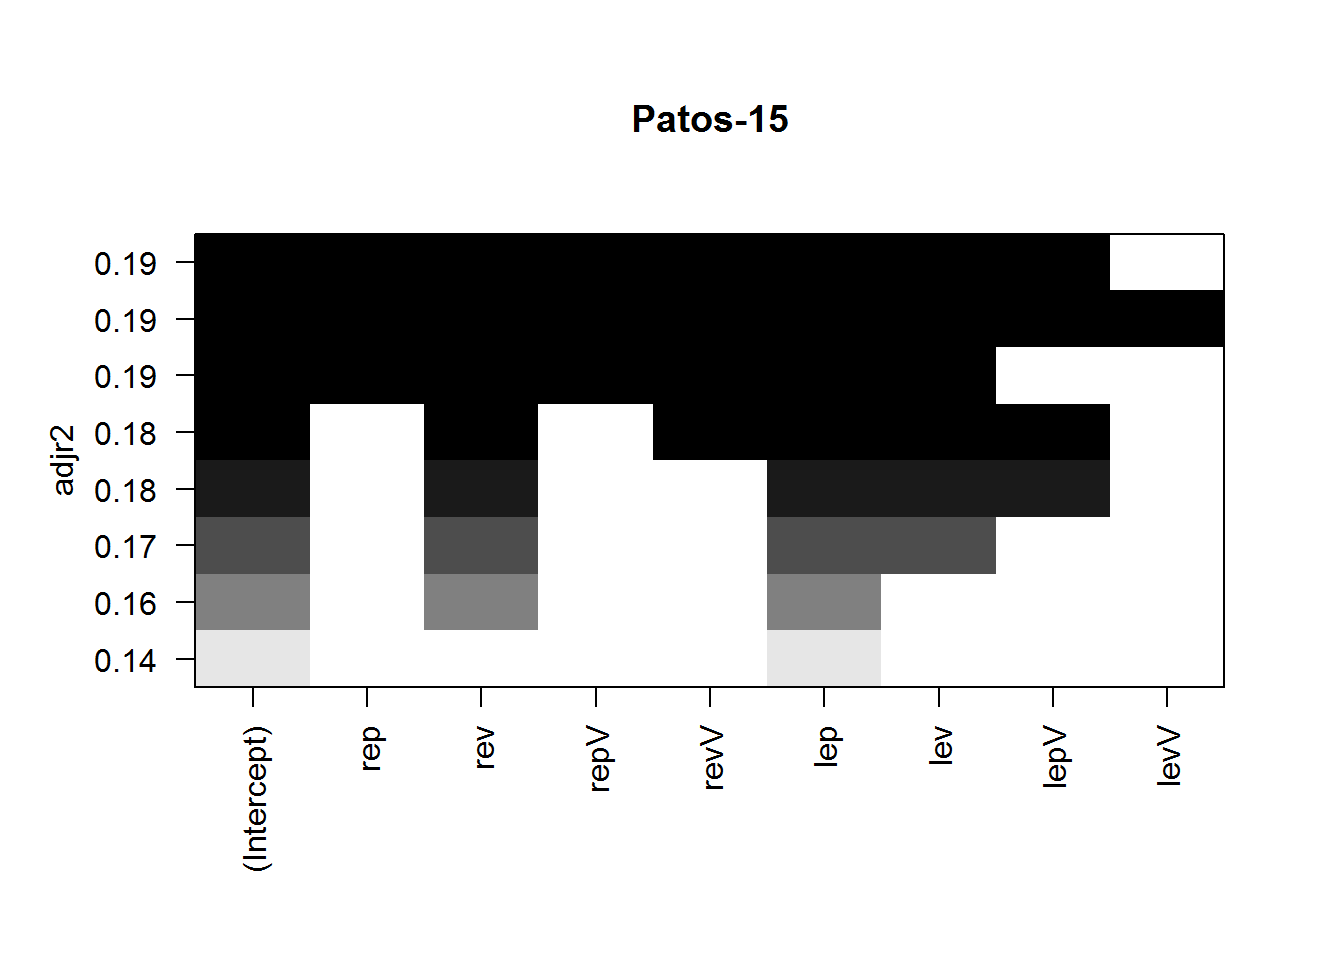 Patos-15
adjr2
0.19
0.19
0.19
0.18
0.18
0.17
0.16
0.14
(Intercept)
rep
rev
repV
revV
lep
lev
lepV
levV